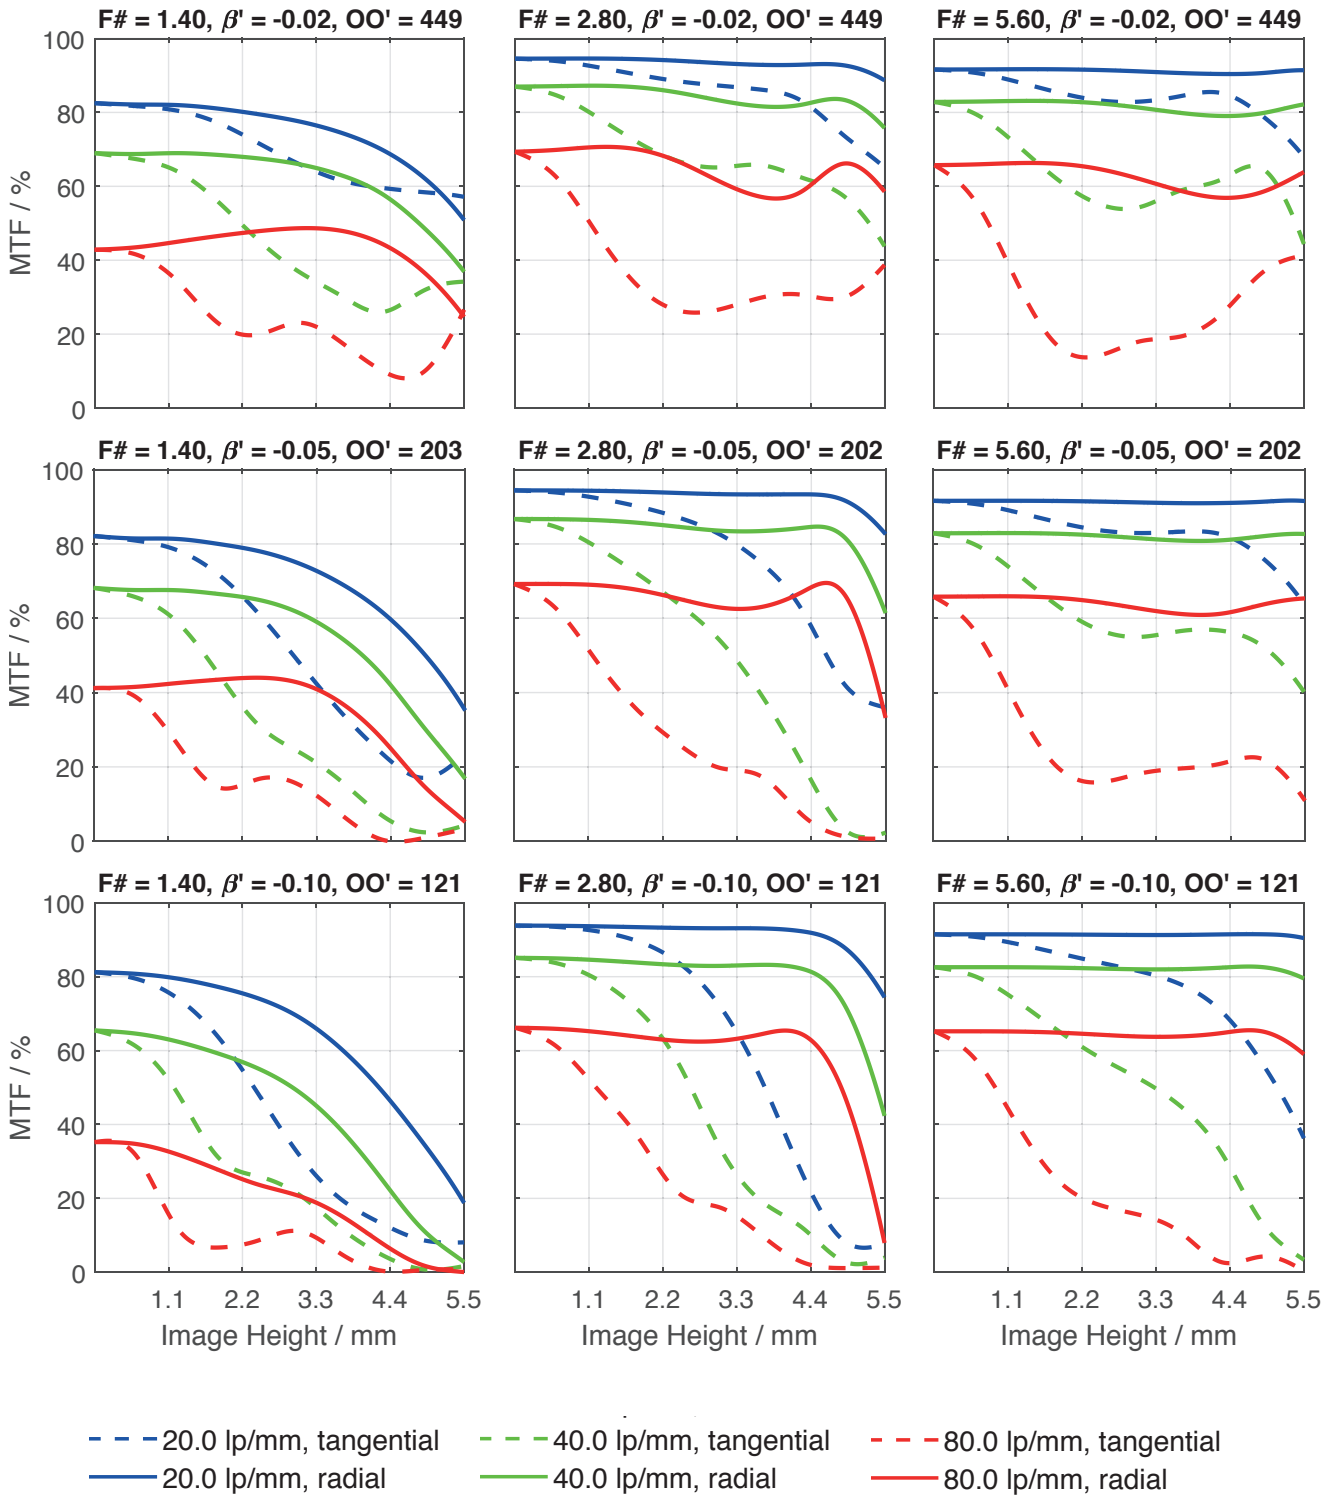 F# = 1.40, β' = -0.02, OO' = 449
F# = 2.80, β' = -0.02, OO' = 449
F# = 5.60, β' = -0.02, OO' = 449
100
80
60
40
20
0
MTF / %
F# = 1.40, β' = -0.05, OO' = 203
F# = 2.80, β' = -0.05, OO' = 202
F# = 5.60, β' = -0.05, OO' = 202
100
80
60
40
20
0
MTF / %
F# = 1.40, β' = -0.10, OO' = 121
F# = 2.80, β' = -0.10, OO' = 121
F# = 5.60, β' = -0.10, OO' = 121
100
80
60
40
20
0
MTF / %
1.1 2.2 3.3 4.4 5.5
1.1 2.2 3.3 4.4 5.5
1.1 2.2 3.3 4.4 5.5
Image Height / mm
Image Height / mm
Image Height / mm
20.0 lp/mm, tangential
40.0 lp/mm, tangential
80.0 lp/mm, tangential
20.0 lp/mm, radial
40.0 lp/mm, radial
80.0 lp/mm, radial